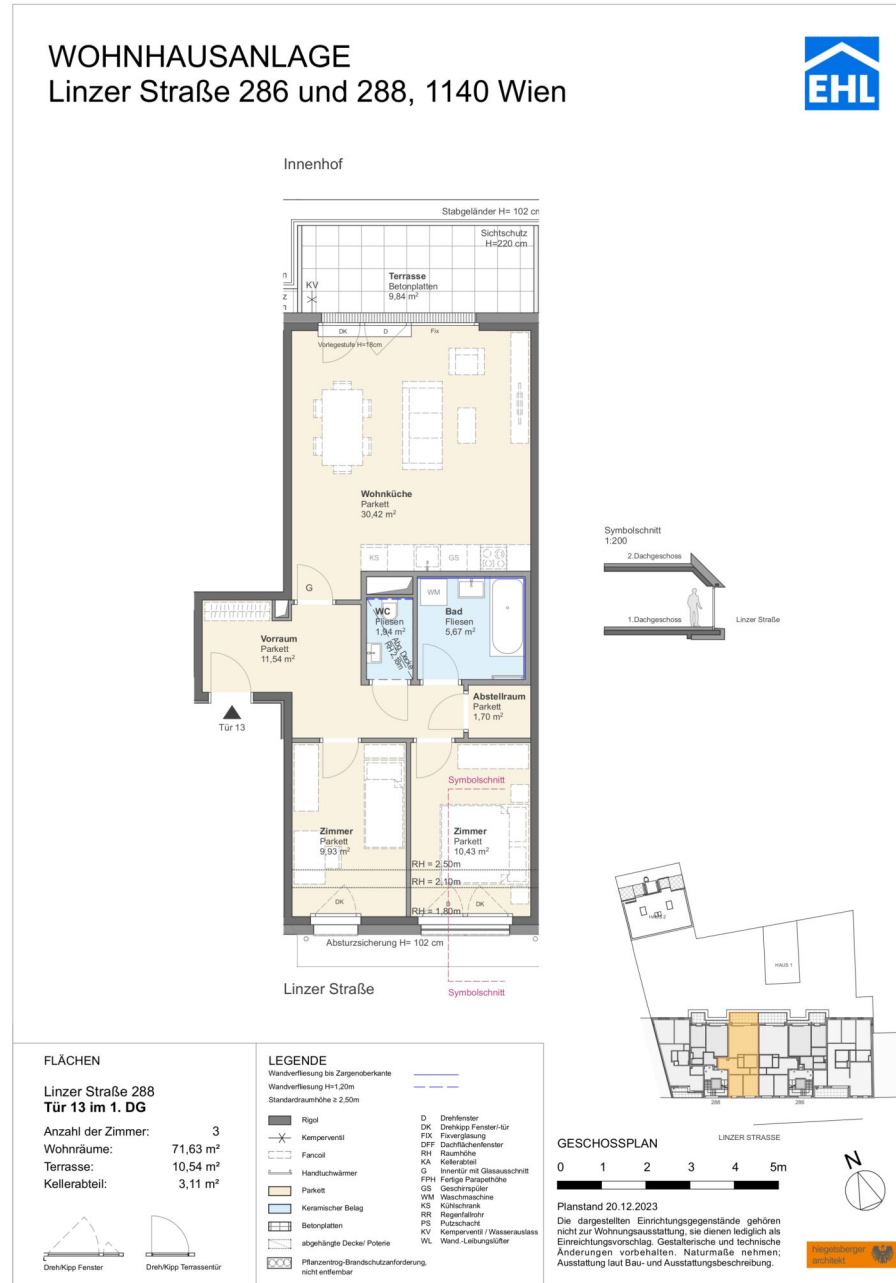 WOHNHAUSANLAGE
Linzer Straße 286 und 288, 1140 Wien
EHL
Innenhof
Stabgeländer H= 102 cm
Sichtschutz
H=220 cm
KV
Terrasse
Betonplatten
9,84 m²
DK
D
Fix
Vorlegestufe H=18cm
Wohnküche
Parkett
30,42 m²
KS
GS
G
WM
WC
Fliesen
1,94 m²
Abg. Decke
RH 2,18m
Bad
Fliesen
5,67 m²
Vorraum
Parkett
11,54 m²
Abstellraum
Parkett
1,70 m²
Tür 13
Symbolschnitt
Zimmer
Parkett
9,93 m²
Zimmer
Parkett
10,43 m²
RH = 2,50m
RH = 2,10m
RH = 1,80m
DK
D
DK
Absturzsicherung H= 102 cm
Linzer Straße
Symbolschnitt
Symbolschnitt
1:200
2.Dachgeschoss
1.Dachgeschoss
Linzer Straße
HAUS 2
HAUS 1
288
286
LINZER STRASSE
FLÄCHEN
Linzer Straße 288
Tür 13 im 1. DG
Anzahl der Zimmer: 3
Wohnräume: 71,63 m²
Terrasse: 10,54 m²
Kellerabteil: 3,11 m²
Dreh/Kipp Fenster
Dreh/Kipp Terrassentür
LEGENDE
Wandverfliesung bis Zargenoberkante
Wandverfliesung H=1,20m
Standardraumhöhe ≥ 2,50m
Rigol
Kemperventil
Fancoil
Handtuchwärmer
Parkett
Keramischer Belag
Betonplatten
abgehängte Decke/ Poterie
Pflanzentrog-Brandschutzanforderung,
nicht entfernbar
D Drehfenster
DK Drehkipp Fenster/-tür
FIX Fixverglasung
DFF Dachflächenfenster
RH Raumhöhe
KA Kellerabteil
G Innentür mit Glasausschnitt
FPH Fertige Parapethöhe
GS Geschirrspüler
WM Waschmaschine
KS Kühlschrank
RR Regenfallrohr
PS Putzschacht
KV Kemperventil / Wasserauslass
WL Wand.-Leibungslüfter
GESCHOSSPLAN
0 1 2 3 4 5m
N
Planstand 20.12.2023
Die dargestellten Einrichtungsgegenstände gehören
nicht zur Wohnungsausstattung, sie dienen lediglich als
Einrichtungsvorschlag. Gestalterische und technische
Änderungen vorbehalten. Naturmaße nehmen;
Ausstattung laut Bau- und Ausstattungsbeschreibung.
hiegelsberger
architekt